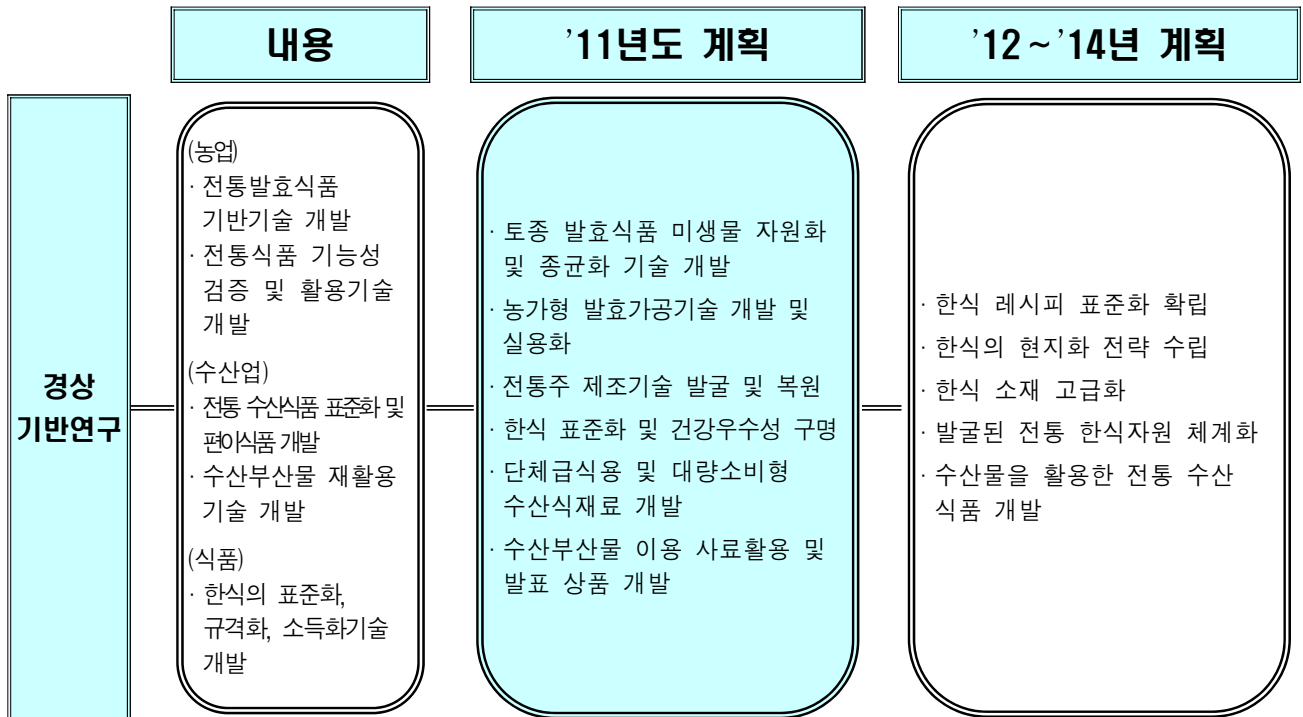 내용
’11년도 계획
’12~’14년 계획
경상
기반연구
(농업)
· 전통발효식품
기반기술 개발
· 전통식품 기능성
검증 및 활용기술
개발
(수산업)
· 전통 수산식품 표준화 및
편이식품 개발
· 수산부산물 재활용
기술 개발
(식품)
· 한식의 표준화,
규격화, 소득화기술
개발
· 토종 발효식품 미생물 자원화
및 종균화 기술 개발
· 농가형 발효가공기술 개발 및
실용화
· 전통주 제조기술 발굴 및 복원
· 한식 표준화 및 건강우수성 구명
· 단체급식용 및 대량소비형
수산식재료 개발
· 수산부산물 이용 사료활용 및
발표 상품 개발
· 한식 레시피 표준화 확립
· 한식의 현지화 전략 수립
· 한식 소재 고급화
· 발굴된 전통 한식자원 체계화
· 수산물을 활용한 전통 수산
식품 개발